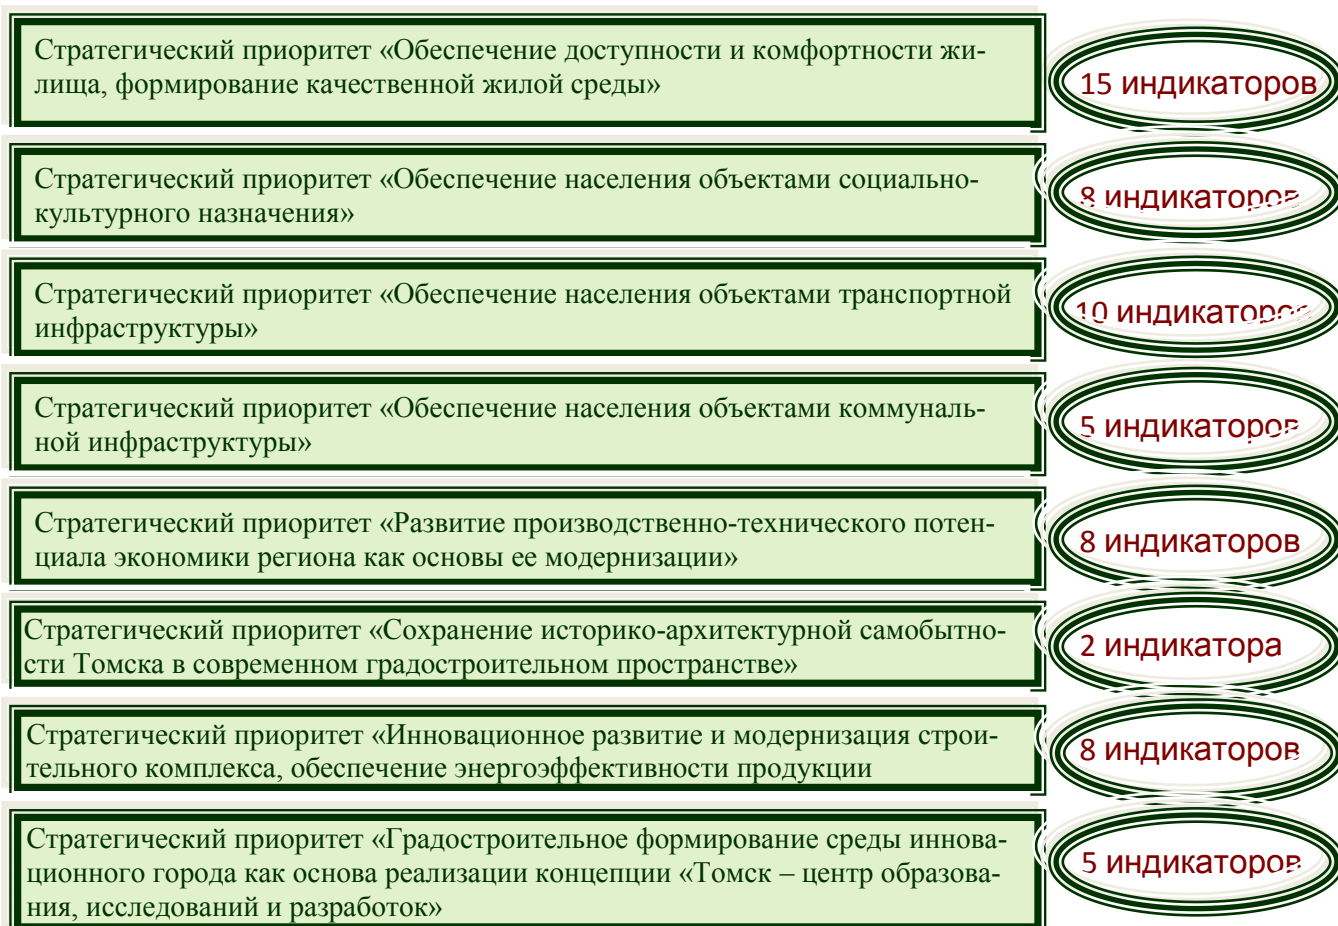 Стратегический приоритет «Обеспечение доступности и комфортности жи-
лища, формирование качественной жилой среды»
15 индикаторов
Стратегический приоритет «Обеспечение населения объектами социально-
культурного назначения»
8 индикаторов
Стратегический приоритет «Обеспечение населения объектами транспортной
инфраструктуры»
10 индикаторов
Стратегический приоритет «Обеспечение населения объектами коммуналь-
ной инфраструктуры»
5 индикаторов
Стратегический приоритет «Развитие производственно-технического потен-
циала экономики региона как основы ее модернизации»
8 индикаторов
Стратегический приоритет «Сохранение историко-архитектурной самобытно-
сти Томска в современном градостроительном пространстве»
2 индикатора
Стратегический приоритет «Инновационное развитие и модернизация строи-
тельного комплекса, обеспечение энергоэффективности продукции
8 индикаторов
Стратегический приоритет «Градостроительное формирование среды иннова-
ционного города как основа реализации концепции «Томск – центр образова-
ния, исследований и разработок»
5 индикаторов